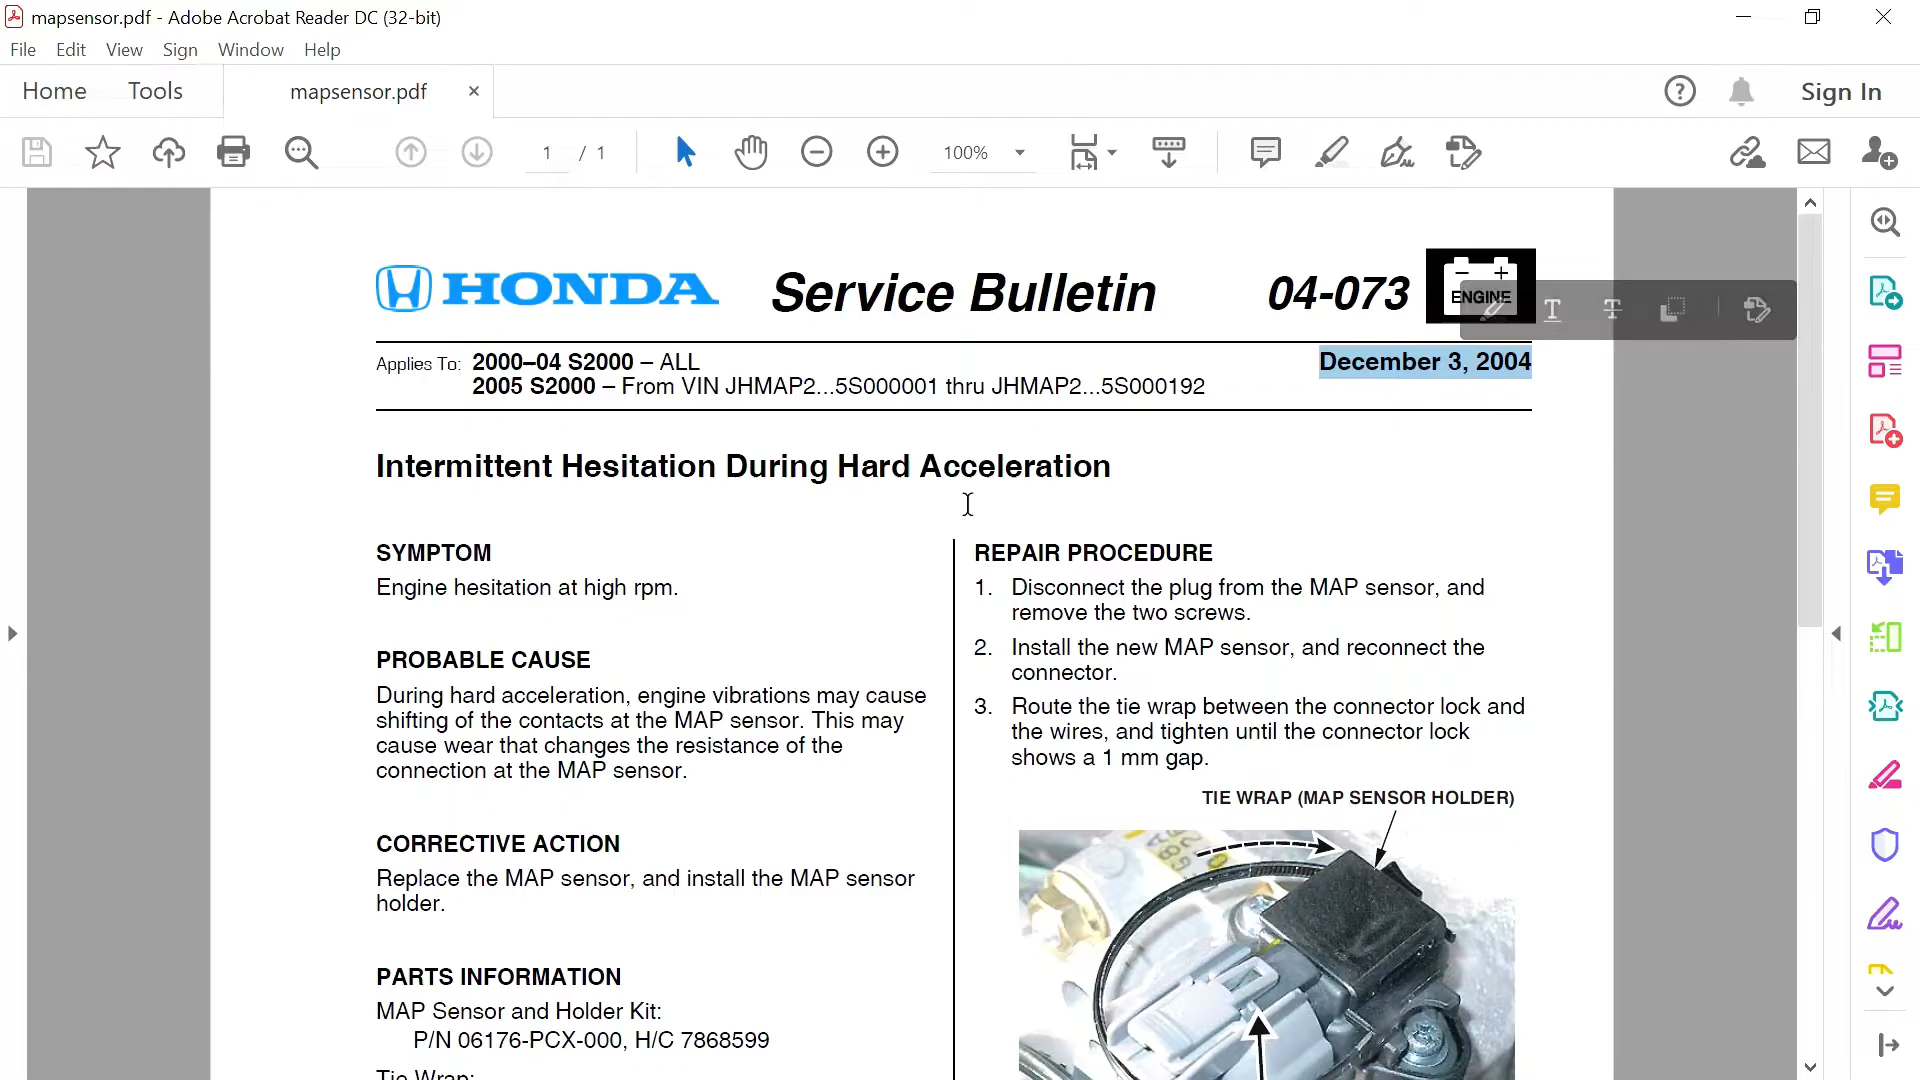 mapsensor.pdf - Adobe Acrobat Reader DC (32-bit)
File Edit View Sign Window Help
Home Tools mapsensor.pdf × Sign In
1 / 1 100%
HONDA Service Bulletin 04-073 ENGINE
Applies To: 2000–04 S2000 – ALL December 3, 2004
2005 S2000 – From VIN JHMAP2...5S000001 thru JHMAP2...5S000192
Intermittent Hesitation During Hard Acceleration
SYMPTOM
Engine hesitation at high rpm.
PROBABLE CAUSE
During hard acceleration, engine vibrations may cause
shifting of the contacts at the MAP sensor. This may
cause wear that changes the resistance of the
connection at the MAP sensor.
CORRECTIVE ACTION
Replace the MAP sensor, and install the MAP sensor
holder.
PARTS INFORMATION
MAP Sensor and Holder Kit:
P/N 06176-PCX-000, H/C 7868599
Tie Wrap:
REPAIR PROCEDURE
1. Disconnect the plug from the MAP sensor, and
remove the two screws.
2. Install the new MAP sensor, and reconnect the
connector.
3. Route the tie wrap between the connector lock and
the wires, and tighten until the connector lock
shows a 1 mm gap.
TIE WRAP (MAP SENSOR HOLDER)